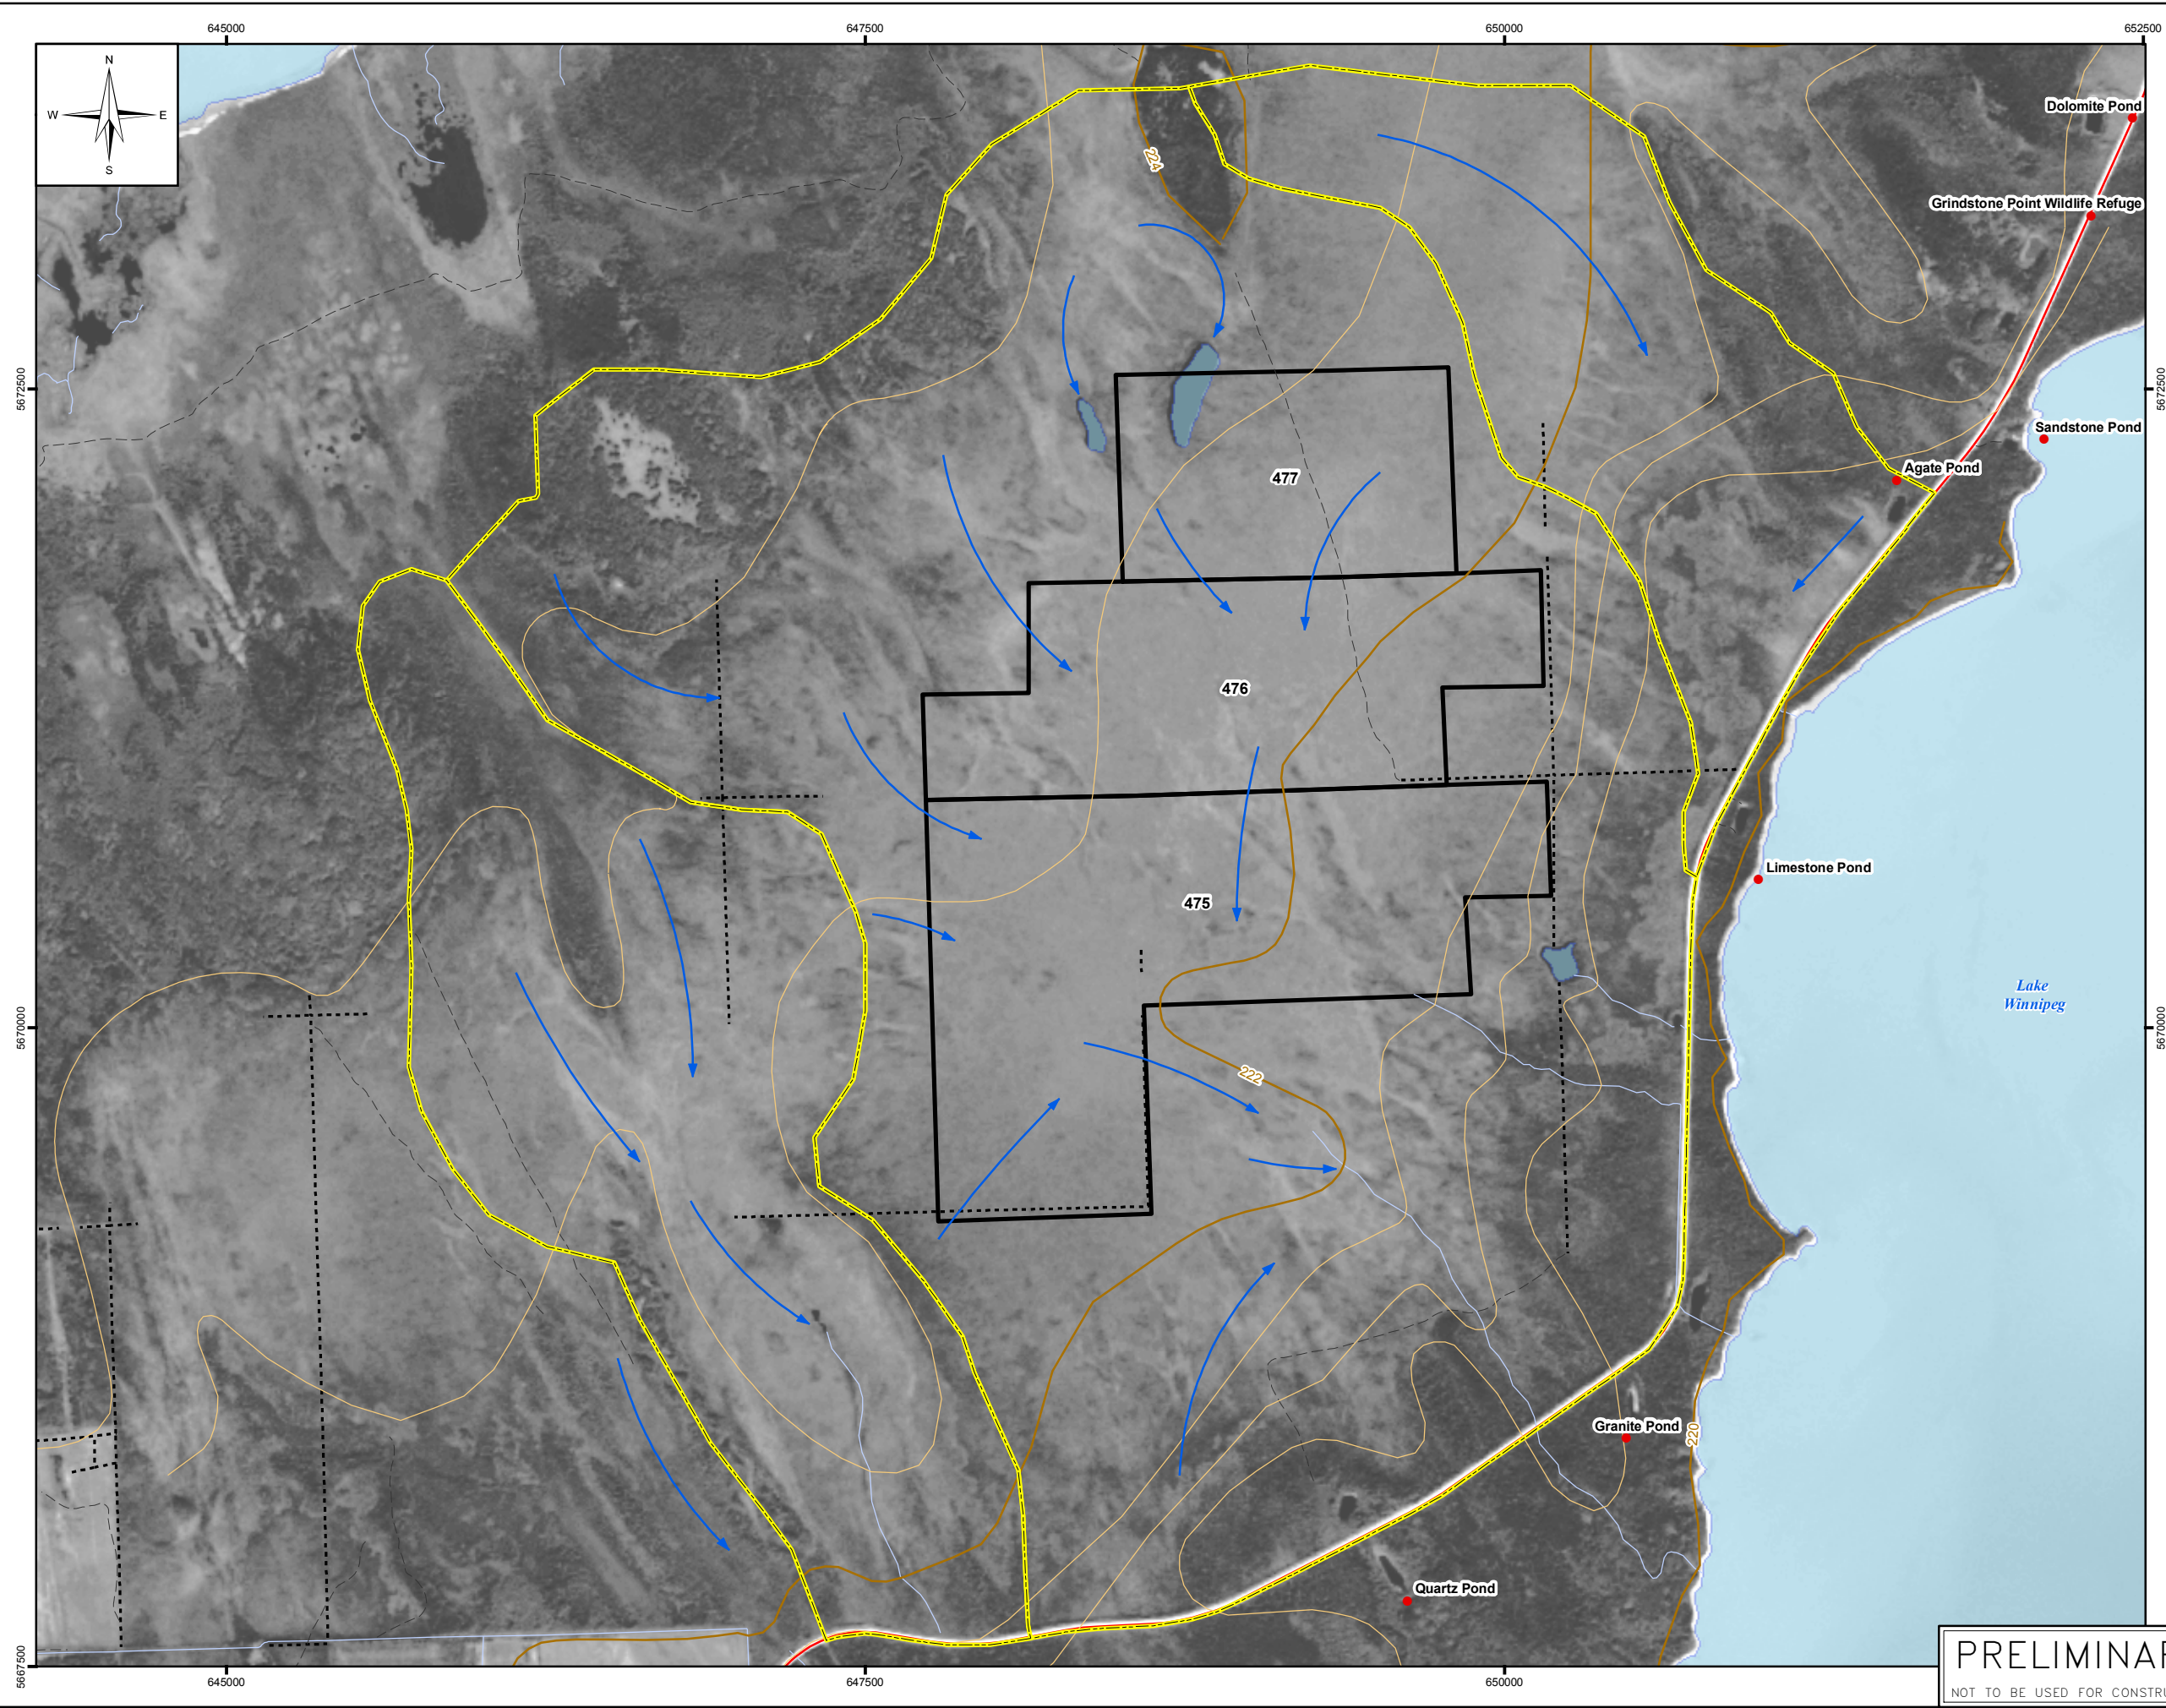 645000
647500
650000
652500
N
W
E
S
Dolomite Pond
224
Grindstone Point Wildlife Refuge
5672500
5672500
Sandstone Pond
Agate Pond
477
476
Limestone Pond
475
Lake
Winnipeg
5670000
5670000
222
Granite Pond
220
Quartz Pond
5667500
PRELIMINA
NOT TO BE USED FOR
645000
647500
650000